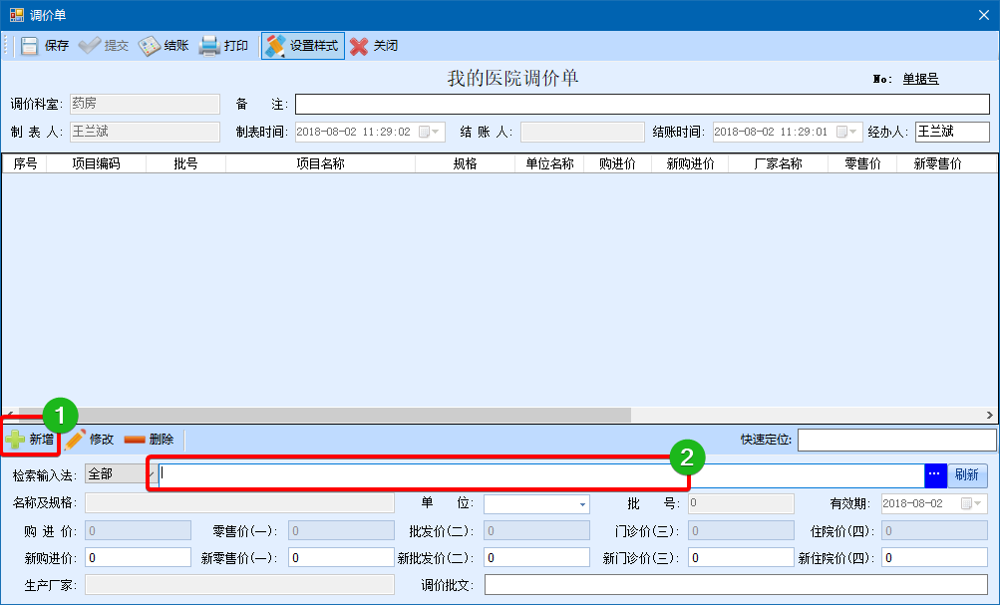 调价单
保存 提交 结账 打印 设置样式 关闭
我的医院调价单 No: 单据号
调价科室: 药房 备 注:
制 表 人: 王兰斌 制表时间: 2018-08-02 11:29:02 结 账 人: 结账时间: 2018-08-02 11:29:01 经办人: 王兰斌
序号 项目编码 批号 项目名称 规格 单位名称 购进价 新购进价 厂家名称 零售价 新零售价
1
新增 修改 删除 快速定位:
2
检索输入法: 全部 ... 刷新
名称及规格: 单 位: 批 号: 0 有效期: 2018-08-02
购 进 价: 0 零售价(一): 0 批发价(二): 0 门诊价(三): 0 住院价(四): 0
新购进价: 0 新零售价(一): 0 新批发价(二): 0 新门诊价(三): 0 新住院价(四): 0
生产厂家: 调价批文: